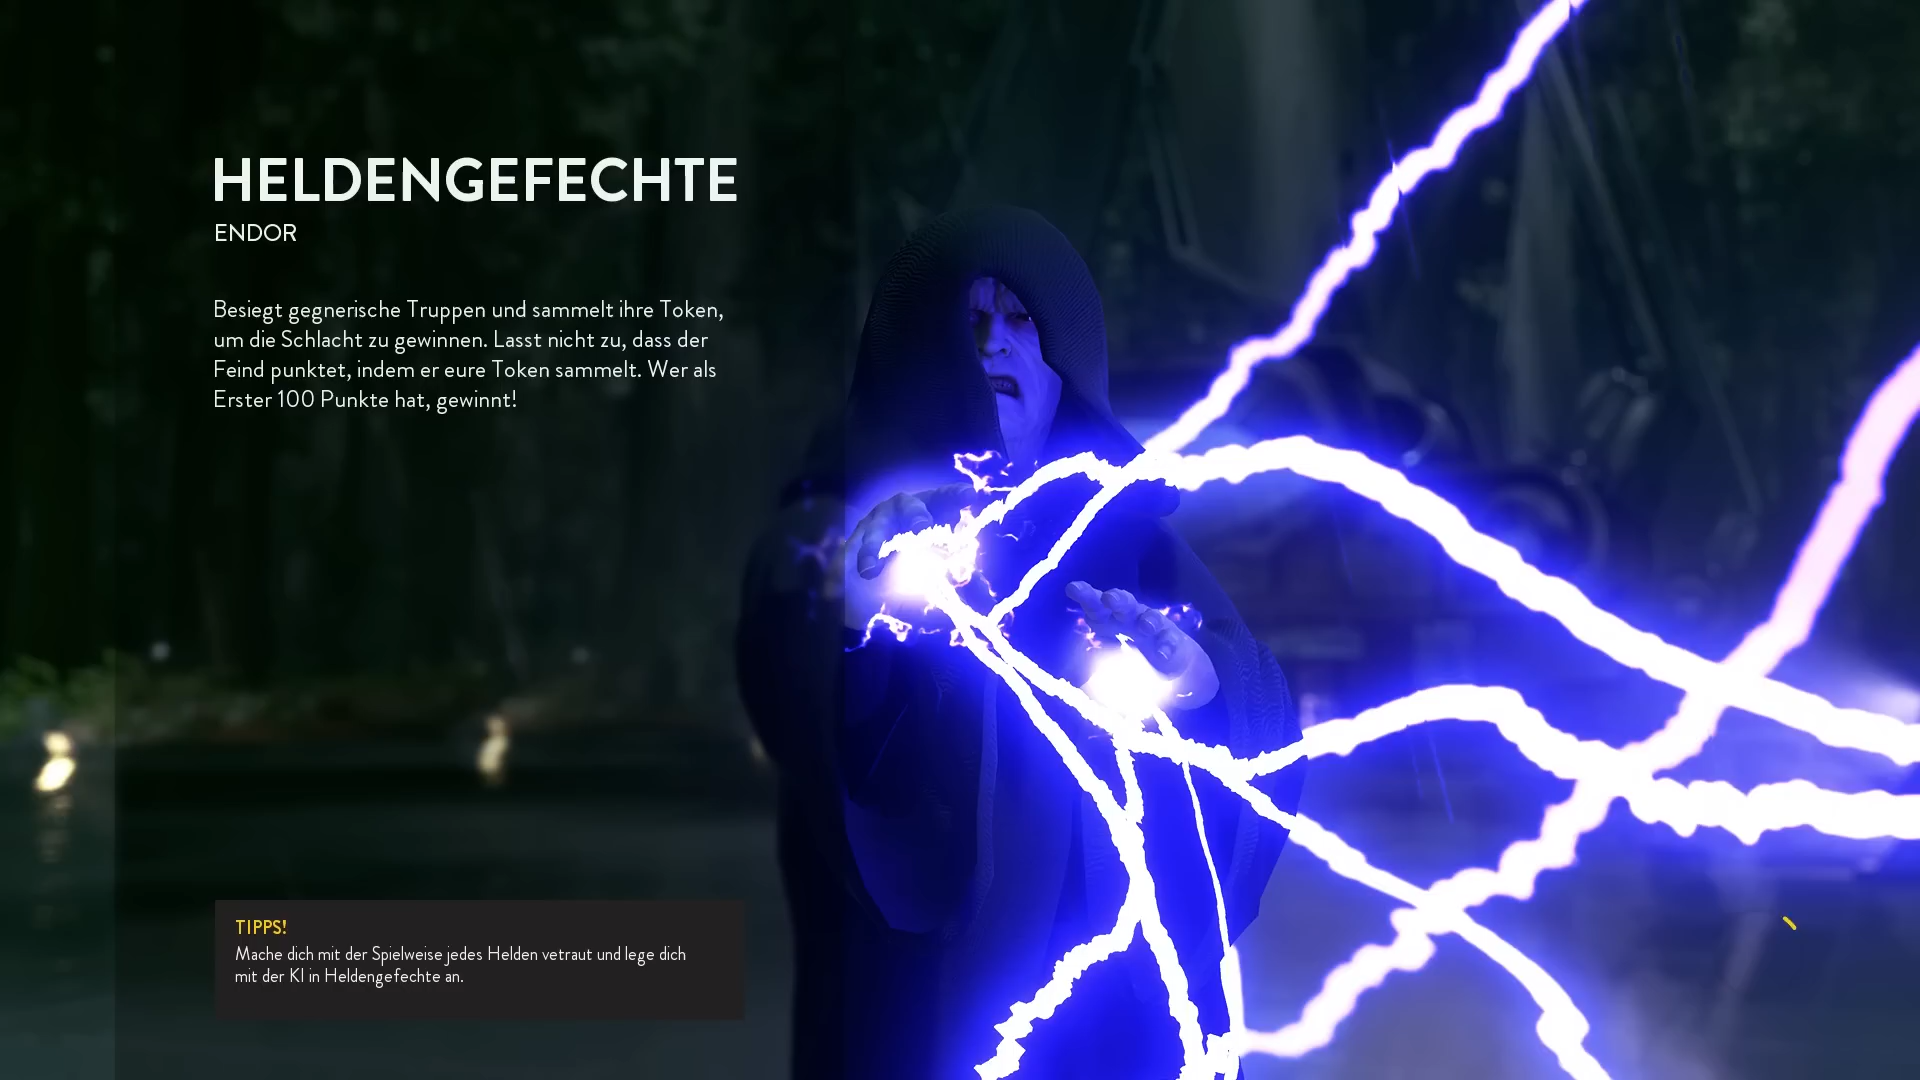 HELDENGEFECHTE
ENDOR
Besiegt gegnerische Truppen und sammelt ihre Token,
um die Schlacht zu gewinnen. Lasst nicht zu, dass der
Feind punktet, indem er eure Token sammelt. Wer als
Erster 100 Punkte hat, gewinnt!
TIPPS!
Mache dich mit der Spielweise jedes Helden vetraut und lege dich
mit der KI in Heldengefechte an.